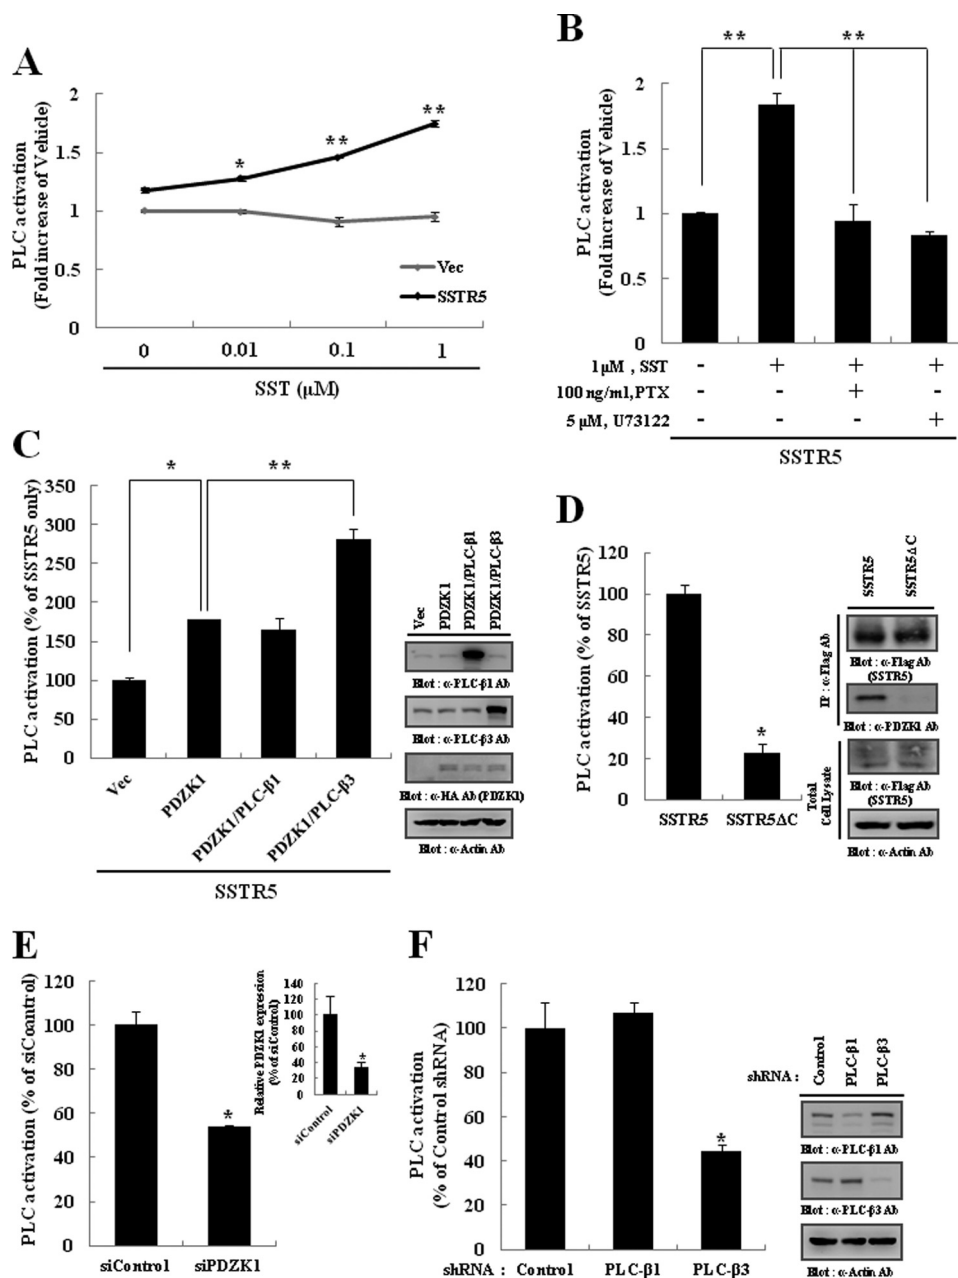 A
PLC activation
(Fold increase of Vehicle)
2
1.5
1
0.5
0
* ** **
Vec
SSTR5
0 0.01 0.1 1
SST (μM)
B
** **
PLC activation
(Fold increase of Vehicle)
2
1.5
1
0.5
0
1μM , SST - + + +
100 ng/ml,PTX - - + -
5 μM, U73122 - - - +
SSTR5
C
* **
PLC activation (% of SSTR5 only)
350
300
250
200
150
100
50
0
Vec
PDZK1
PDZK1/PLC-β1
PDZK1/PLC-β3
SSTR5
Vec
PDZK1
PDZK1/PLC-β1
PDZK1/PLC-β3
Blot : α-PLC-β1 Ab
Blot : α-PLC-β3 Ab
Blot : α-HA Ab (PDZK1)
Blot : α-Actin Ab
D
PLC activation (% of SSTR5)
120
100
80
60
40
20
0
*
SSTR5 SSTR5ΔC
SSTR5
SSTR5ΔC
IP : α-Flag Ab
Blot : α-Flag Ab
(SSTR5)
Blot : α-PDZK1 Ab
Total
Cell Lysate
Blot : α-Flag Ab
(SSTR5)
Blot : α-Actin Ab
E
PLC activation (% of siCoantrol)
120
100
80
60
40
20
0
*
siControl siPDZK1
Relative PDZK1 expression
(% of siControl)
140
120
100
80
60
40
20
0
*
siControl
siPDZK1
F
PLC activation
(% of Control shRNA)
120
100
80
60
40
20
0
*
shRNA : Control PLC-β1 PLC-β3
shRNA :
Control
PLC-β1
PLC-β3
Blot : α-PLC-β1 Ab
Blot : α-PLC-β3 Ab
Blot : α-Actin Ab